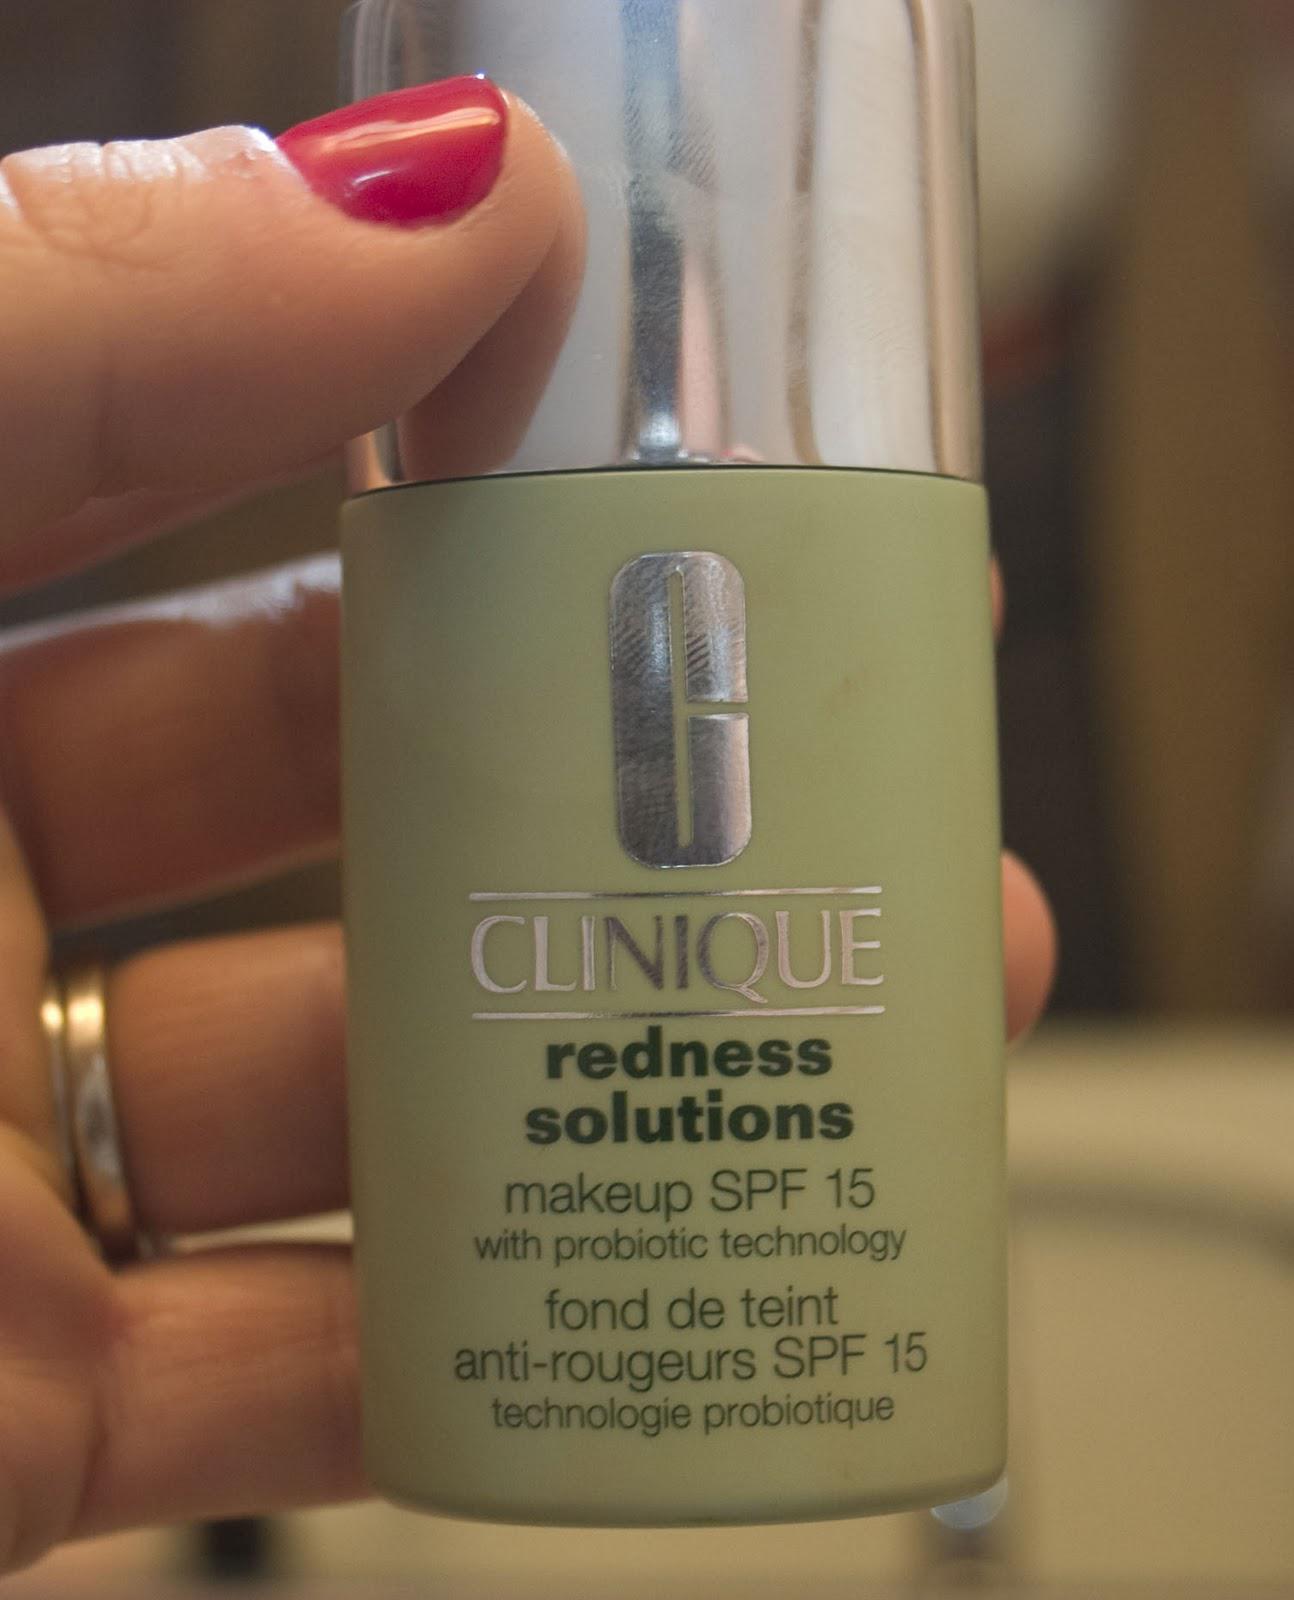 C
CLINIQUE
redness
solutions
makeup SPF 15
with probiotic technology
fond de teint
anti-rougeurs SPF 15
technologie probiotique